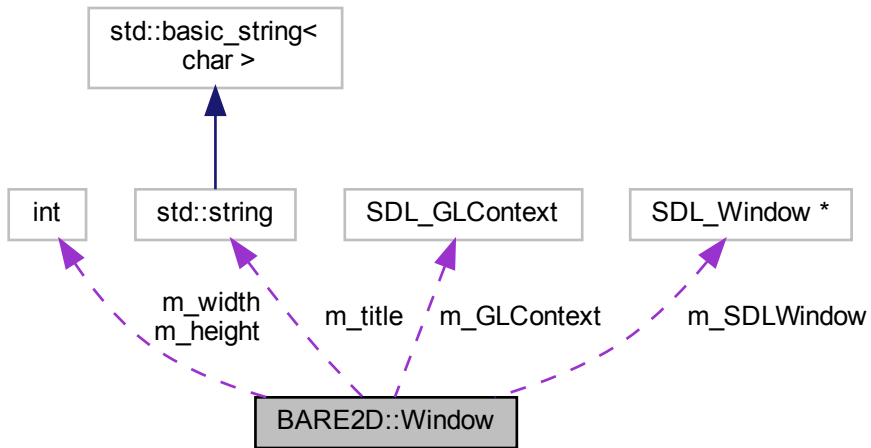 std::basic_string<
char >
int
std::string
SDL_GLContext
SDL_Window *
m_width
m_height
m_title
m_GLContext
m_SDLWindow
BARE2D::Window